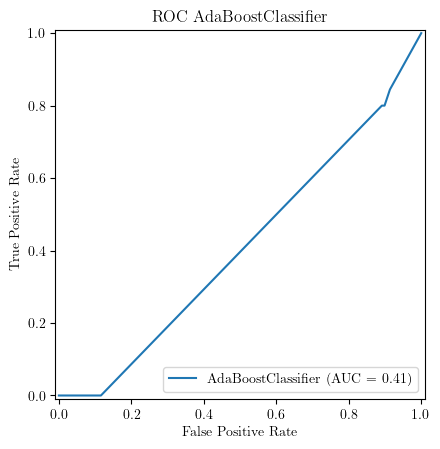 ROC AdaBoostClassifier
1.0
0.8
0.6
0.4
0.2
0.0
True Positive Rate
AdaBoostClassifier (AUC = 0.41)
0.0 0.2 0.4 0.6 0.8 1.0
False Positive Rate